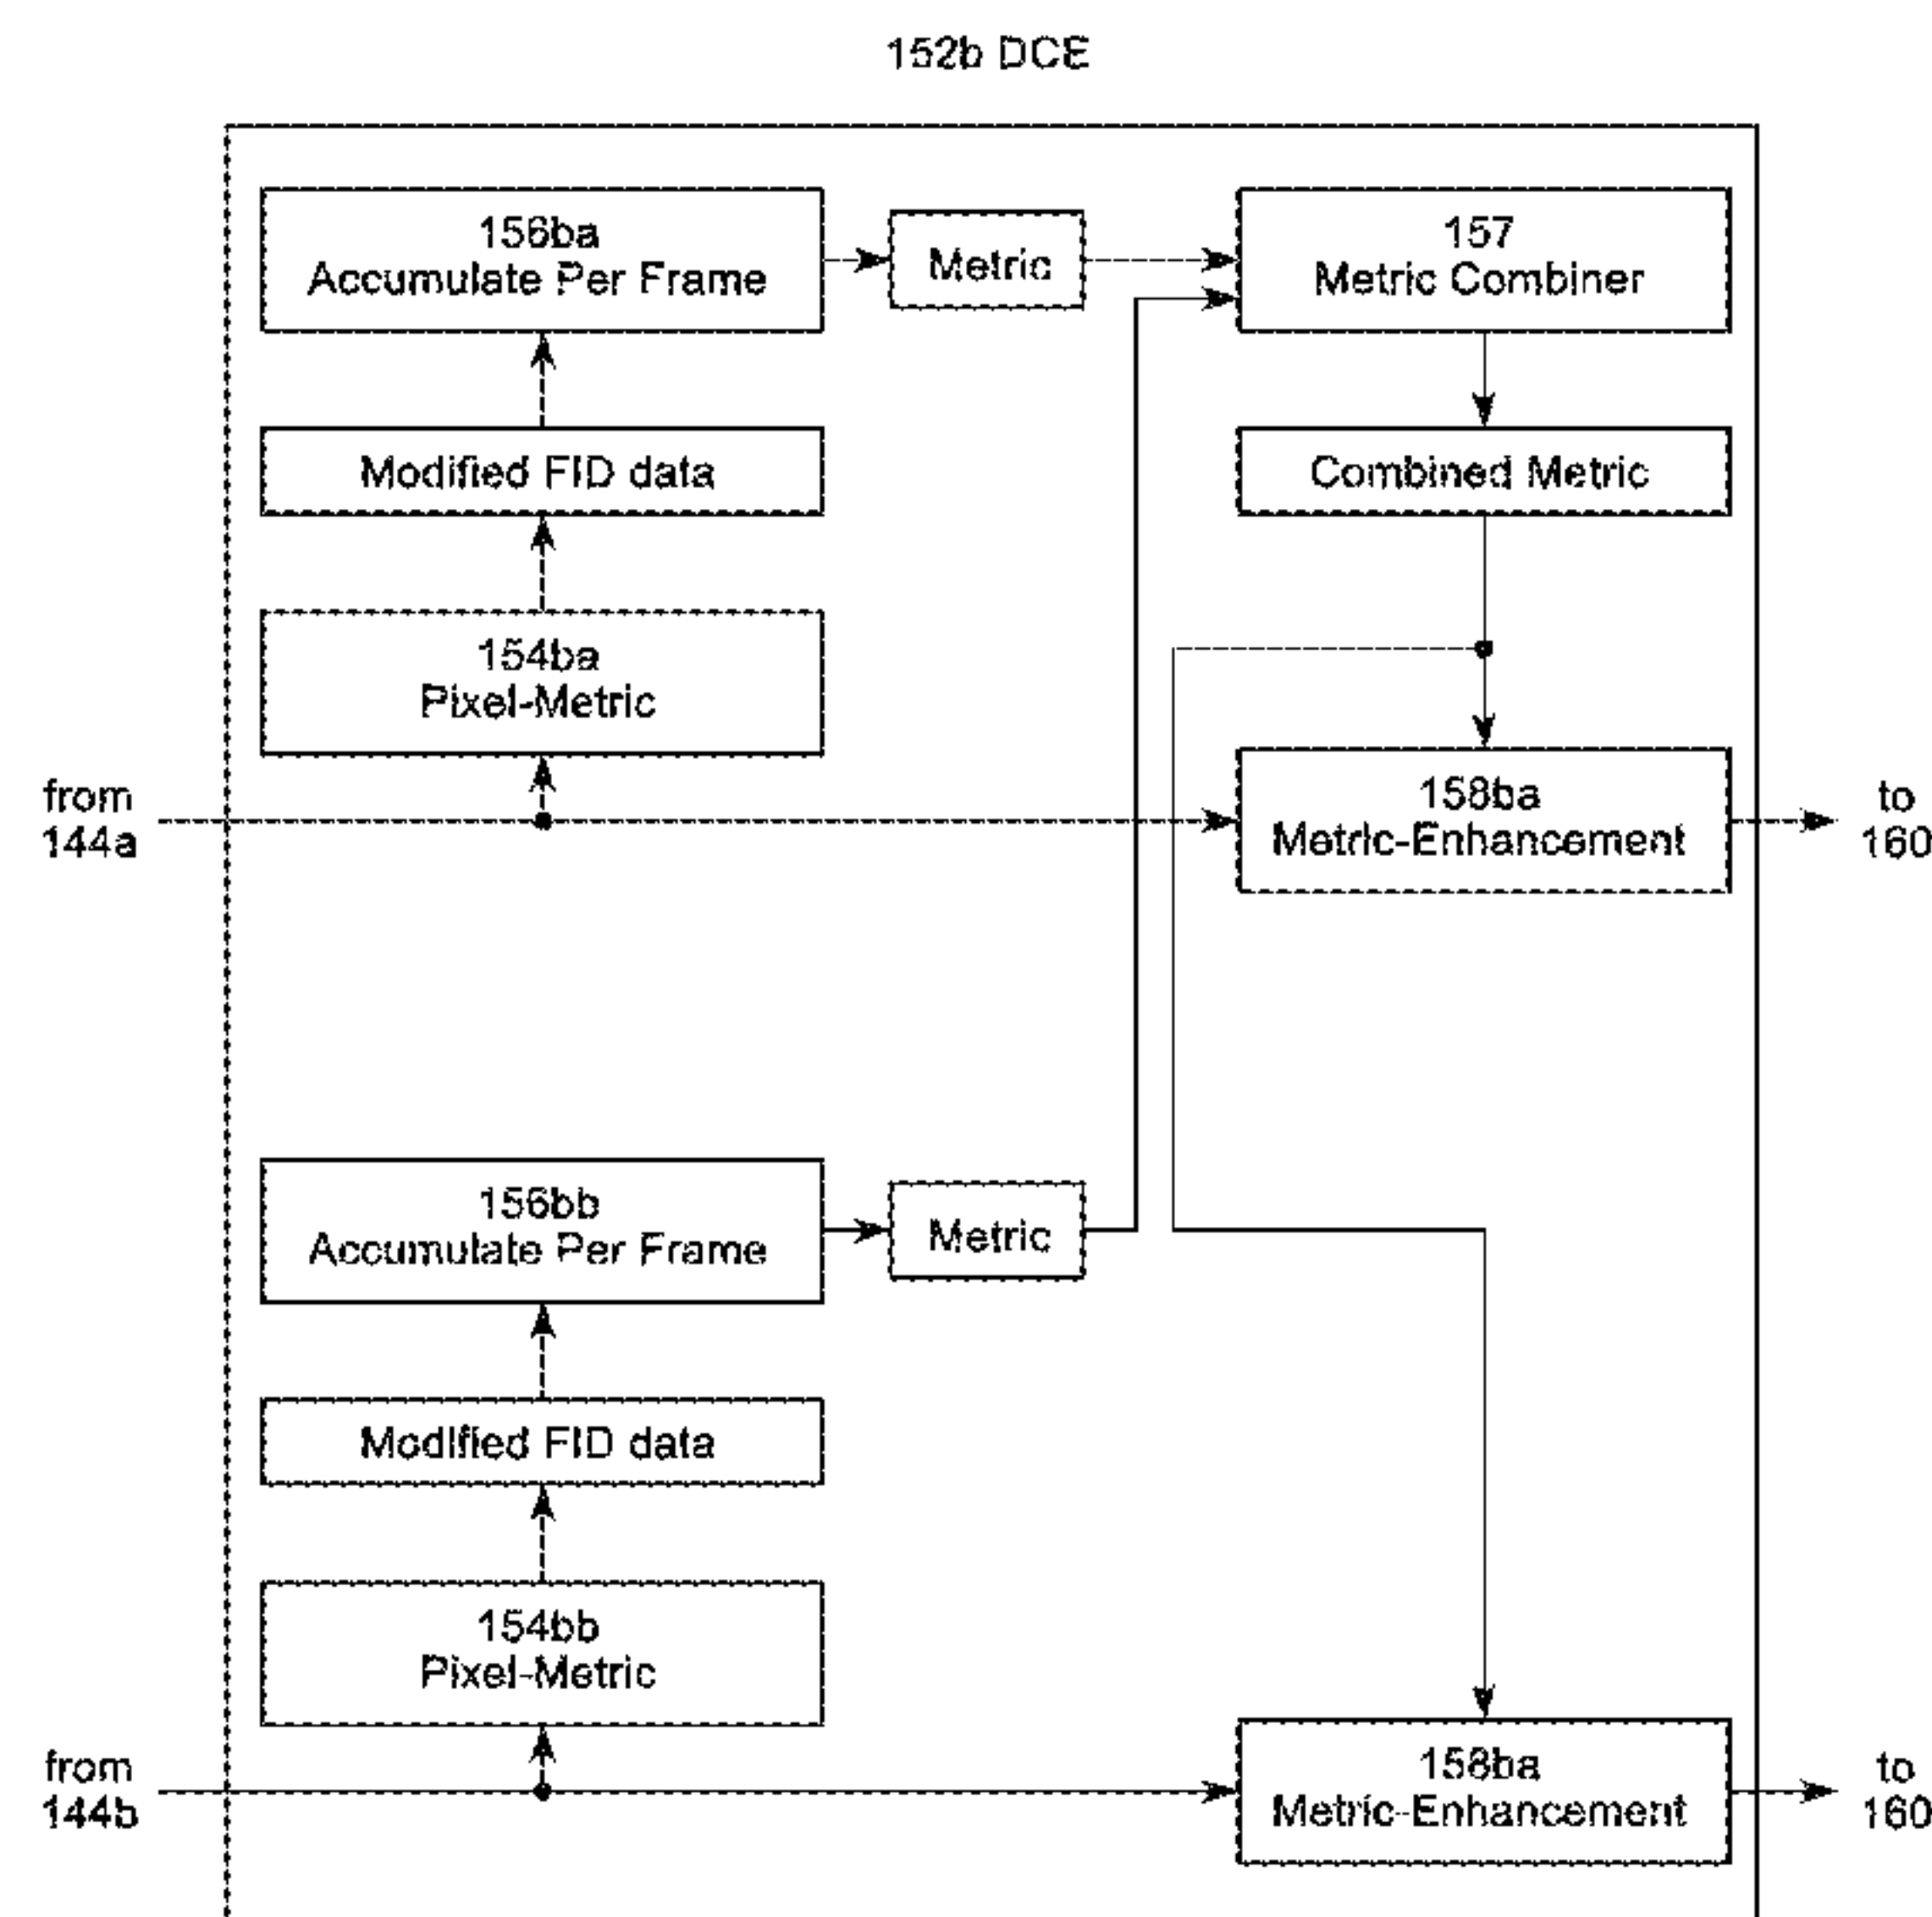 152b DCE
156ba
Accumulate Per Frame
Metric
157
Metric Combiner
Modified FID data
Combined Metric
154ba
Pixel-Metric
from
144a
158ba
Metric-Enhancement
to
160
156bb
Accumulate Per Frame
Metric
Modified FID data
154bb
Pixel-Metric
from
144b
158ba
Metric-Enhancement
to
160